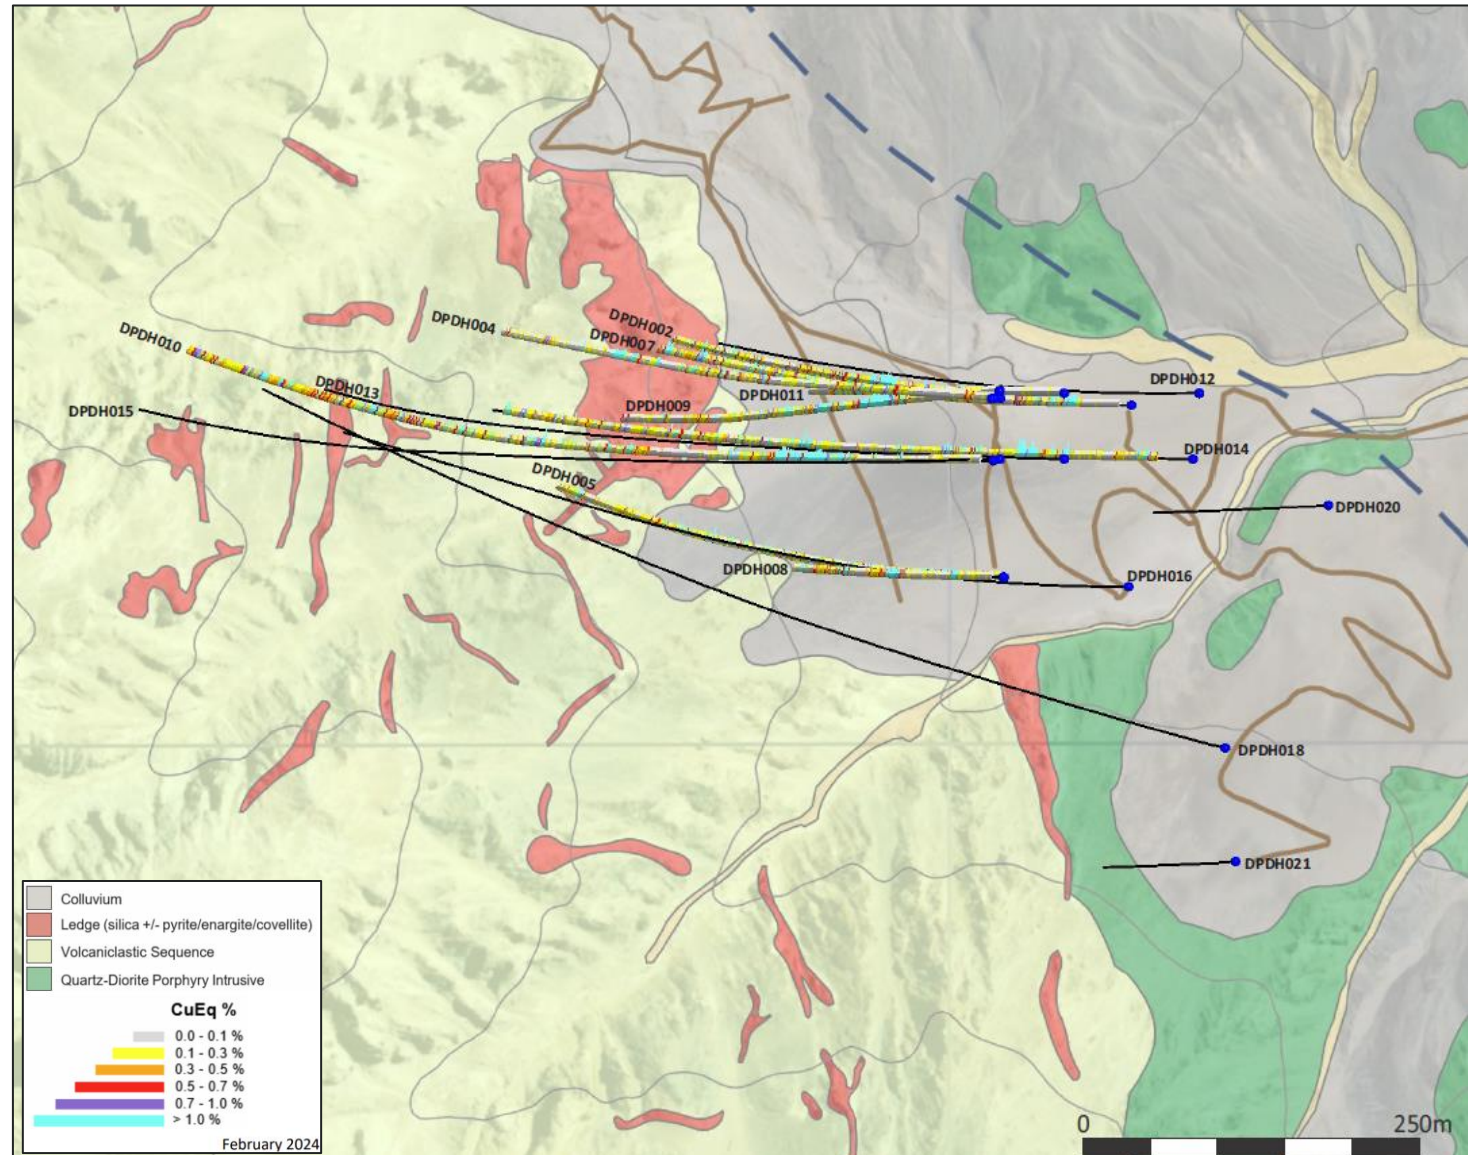 DPDH004
DPDH002
DPDH007
DPDH010
DPDH013
DPDH011
DPDH012
DPDH015
DPDH009
DPDH014
DPDH005
DPDH020
DPDH008
DPDH016
DPDH018
DPDH021
Colluvium
Ledge (silica +/- pyrite/enargite/covellite)
Volcaniclastic Sequence
Quartz-Diorite Porphyry Intrusive
CuEq %
0.0 - 0.1 %
0.1 - 0.3 %
0.3 - 0.5 %
0.5 - 0.7 %
0.7 - 1.0 %
> 1.0 %
February 2024
0 250m